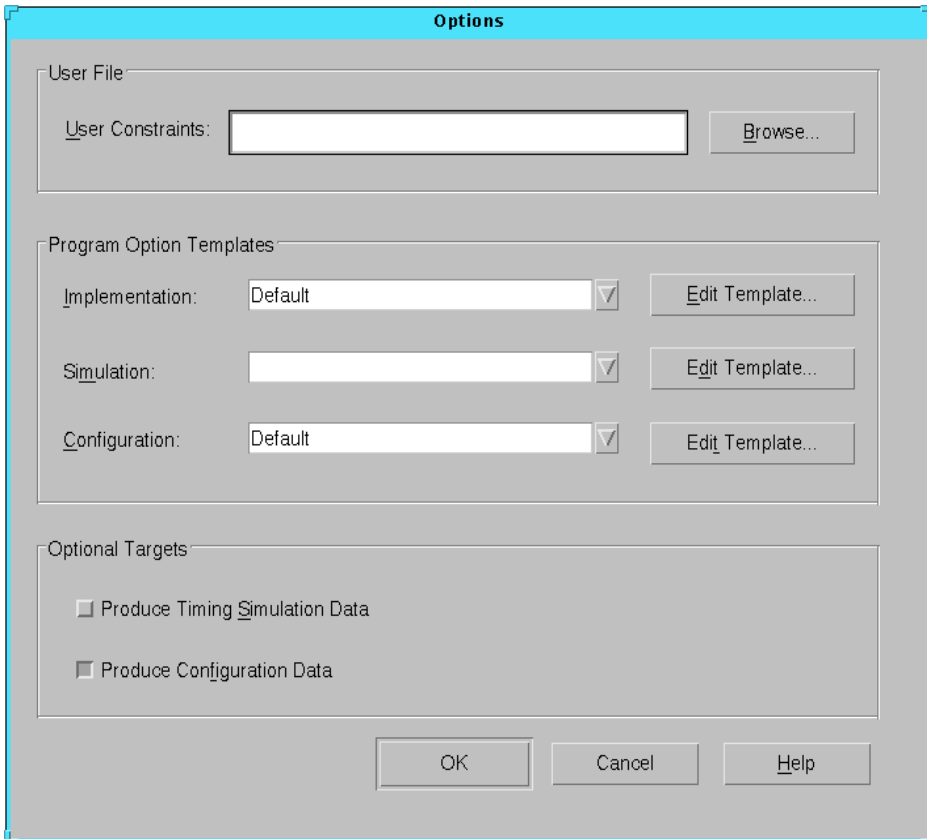 Options
User File
User Constraints:
Browse...
Program Option Templates
Implementation: Default Edit Template...
Simulation: Edit Template...
Configuration: Default Edit Template...
Optional Targets
Produce Timing Simulation Data
Produce Configuration Data
OK Cancel Help